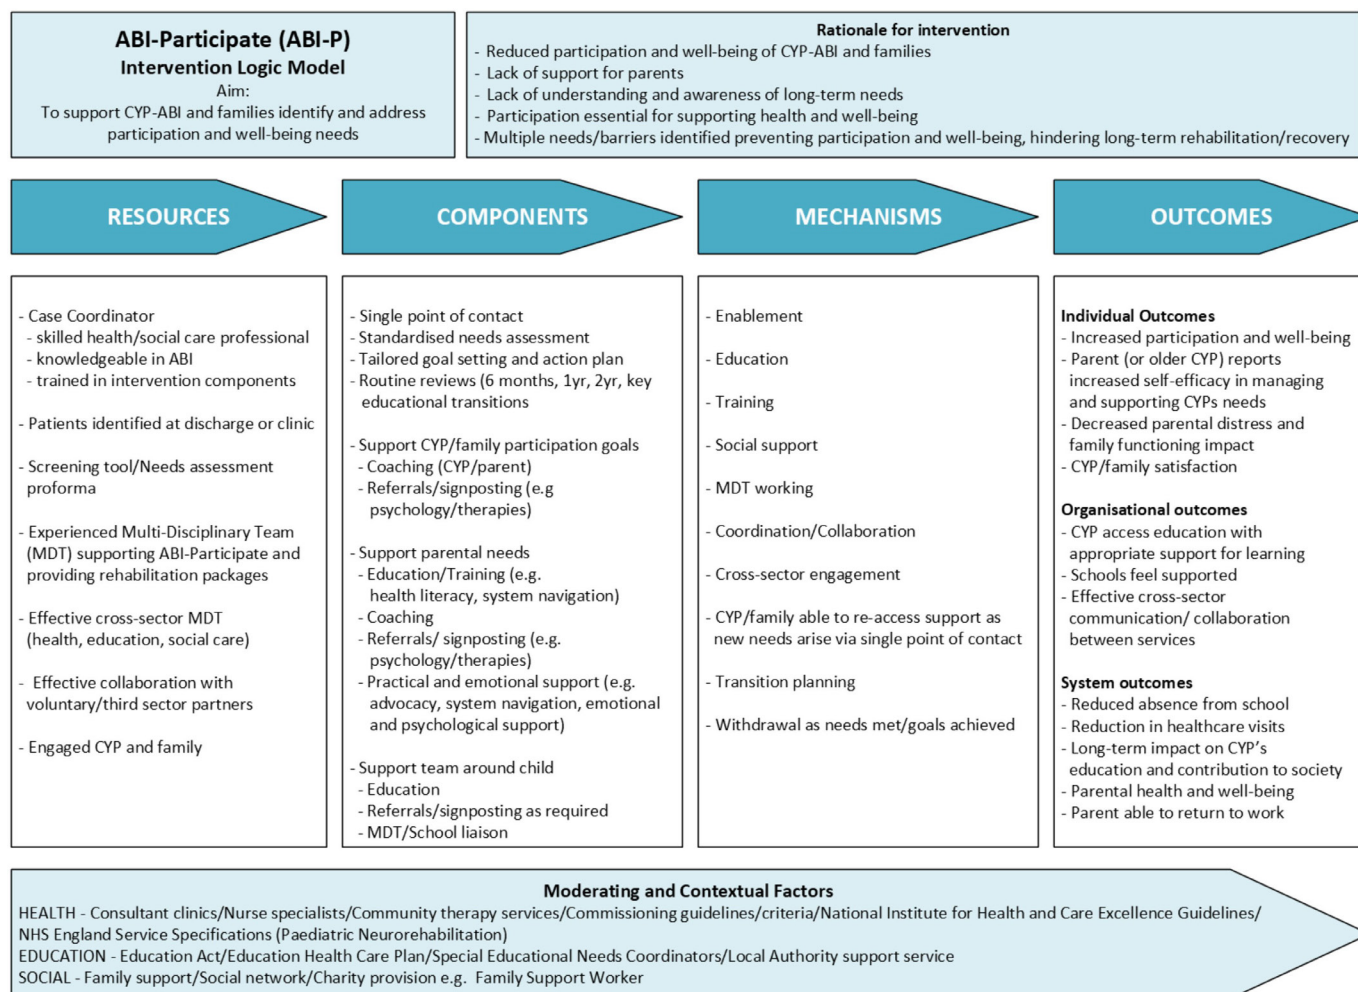 ABI-Participate (ABI-P)
Intervention Logic Model
Aim:
To support CYP-ABI and families identify and address
participation and well-being needs
Rationale for intervention
- Reduced participation and well-being of CYP-ABI and families
- Lack of support for parents
- Lack of understanding and awareness of long-term needs
- Participation essential for supporting health and well-being
- Multiple needs/barriers identified preventing participation and well-being, hindering long-term rehabilitation/recovery
RESOURCES
COMPONENTS
MECHANISMS
OUTCOMES
- Case Coordinator
- skilled health/social care professional
- knowledgeable in ABI
- trained in intervention components
- Patients identified at discharge or clinic
- Screening tool/Needs assessment
proforma
- Experienced Multi-Disciplinary Team
(MDT) supporting ABI-Participate and
providing rehabilitation packages
- Effective cross-sector MDT
(health, education, social care)
- Effective collaboration with
voluntary/third sector partners
- Engaged CYP and family
- Single point of contact
- Standardised needs assessment
- Tailored goal setting and action plan
- Routine reviews (6 months, 1yr, 2yr, key
educational transitions
- Support CYP/family participation goals
- Coaching (CYP/parent)
- Referrals/signposting (e.g
psychology/therapies)
- Support parental needs
- Education/Training (e.g.
health literacy, system navigation)
- Coaching
- Referrals/ signposting (e.g.
psychology/therapies)
- Practical and emotional support (e.g.
advocacy, system navigation, emotional
and psychological support)
- Support team around child
- Education
- Referrals/signposting as required
- MDT/School liaison
- Enablement
- Education
- Training
- Social support
- MDT working
- Coordination/Collaboration
- Cross-sector engagement
- CYP/family able to re-access support as
new needs arise via single point of contact
- Transition planning
- Withdrawal as needs met/goals achieved
Individual Outcomes
- Increased participation and well-being
- Parent (or older CYP) reports
increased self-efficacy in managing
and supporting CYPs needs
- Decreased parental distress and
family functioning impact
- CYP/family satisfaction
Organisational outcomes
- CYP access education with
appropriate support for learning
- Schools feel supported
- Effective cross-sector
communication/ collaboration
between services
System outcomes
- Reduced absence from school
- Reduction in healthcare visits
- Long-term impact on CYP's
education and contribution to society
- Parental health and well-being
- Parent able to return to work
Moderating and Contextual Factors
HEALTH - Consultant clinics/Nurse specialists/Community therapy services/Commissioning guidelines/criteria/National Institute for Health and Care Excellence Guidelines/
NHS England Service Specifications (Paediatric Neurorehabilitation)
EDUCATION - Education Act/Education Health Care Plan/Special Educational Needs Coordinators/Local Authority support service
SOCIAL - Family support/Social network/Charity provision e.g. Family Support Worker